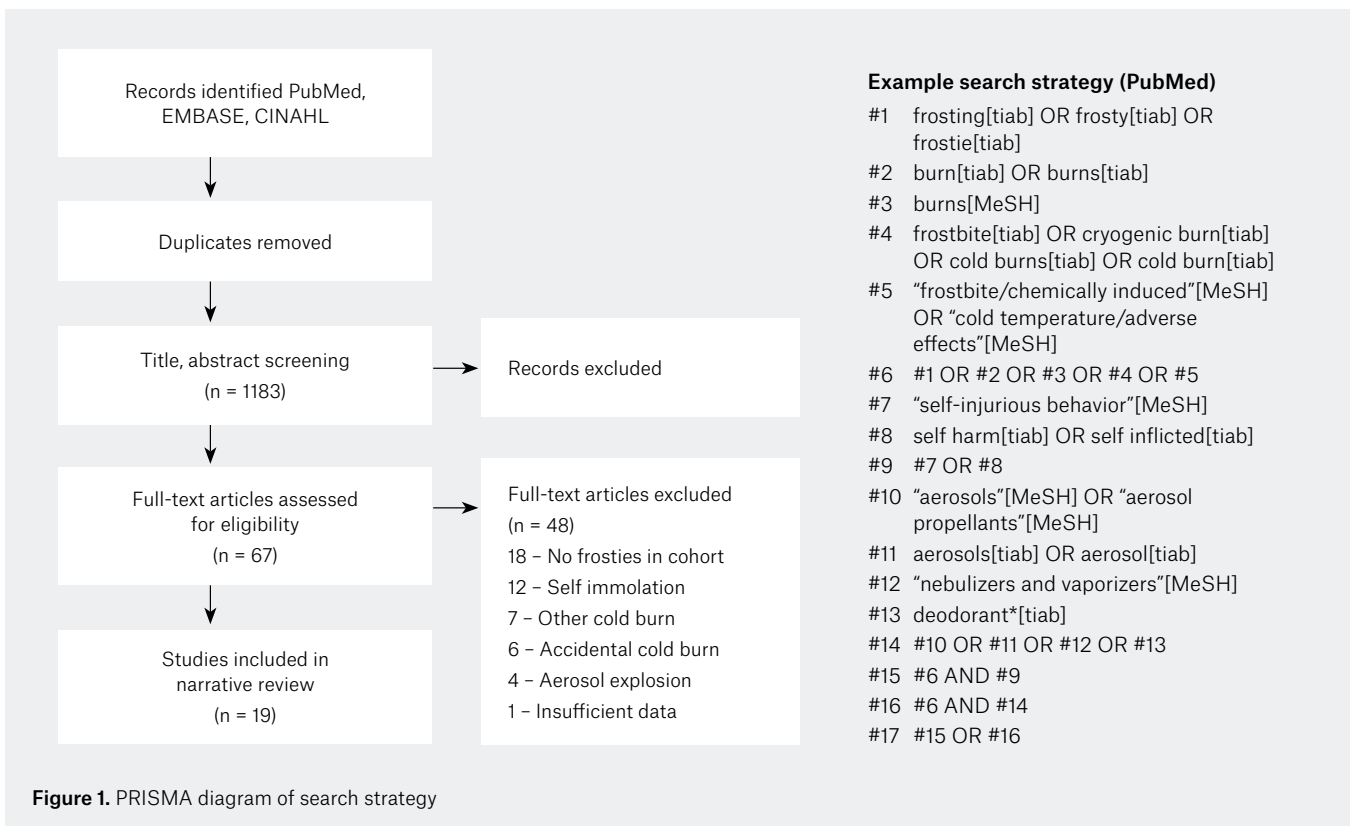 Records identified PubMed,
EMBASE, CINAHL
Duplicates removed
Title, abstract screening
(n = 1183)
Records excluded
Full-text articles assessed
for eligibility
(n = 67)
Full-text articles excluded
(n = 48)
18 – No frosties in cohort
12 – Self immolation
7 – Other cold burn
6 – Accidental cold burn
4 – Aerosol explosion
1 – Insufficient data
Studies included in
narrative review
(n = 19)
Example search strategy (PubMed)
#1 frosting[tiab] OR frosty[tiab] OR
frostie[tiab]
#2 burn[tiab] OR burns[tiab]
#3 burns[MeSH]
#4 frostbite[tiab] OR cryogenic burn[tiab]
OR cold burns[tiab] OR cold burn[tiab]
#5 “frostbite/chemically induced”[MeSH]
OR “cold temperature/adverse
effects”[MeSH]
#6 #1 OR #2 OR #3 OR #4 OR #5
#7 “self-injurious behavior”[MeSH]
#8 self harm[tiab] OR self inflicted[tiab]
#9 #7 OR #8
#10 “aerosols”[MeSH] OR “aerosol
propellants”[MeSH]
#11 aerosols[tiab] OR aerosol[tiab]
#12 “nebulizers and vaporizers”[MeSH]
#13 deodorant*[tiab]
#14 #10 OR #11 OR #12 OR #13
#15 #6 AND #9
#16 #6 AND #14
#17 #15 OR #16
Figure 1. PRISMA diagram of search strategy